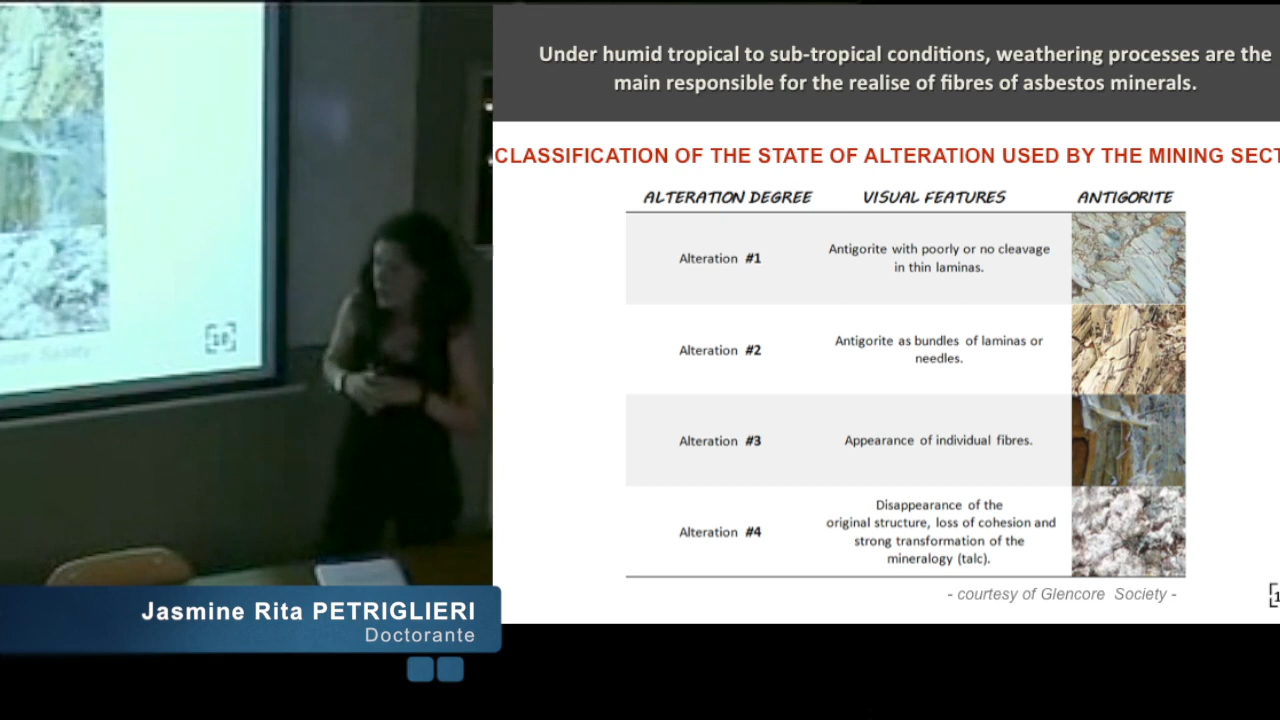 Under humid tropical to sub-tropical conditions, weathering processes are the
main responsible for the realise of fibres of asbestos minerals.
CLASSIFICATION OF THE STATE OF ALTERATION USED BY THE MINING SECT
ALTERATION DEGREE VISUAL FEATURES ANTIGORITE
Alteration #1
Antigorite with poorly or no cleavage
in thin laminas.
Alteration #2
Antigorite as bundles of laminas or
needles.
Alteration #3
Appearance of individual fibres.
Alteration #4
Disappearance of the
original structure, loss of cohesion and
strong transformation of the
mineralogy (talc).
- courtesy of Glencore Society -
Jasmine Rita PETRIGLIERI
Doctorante